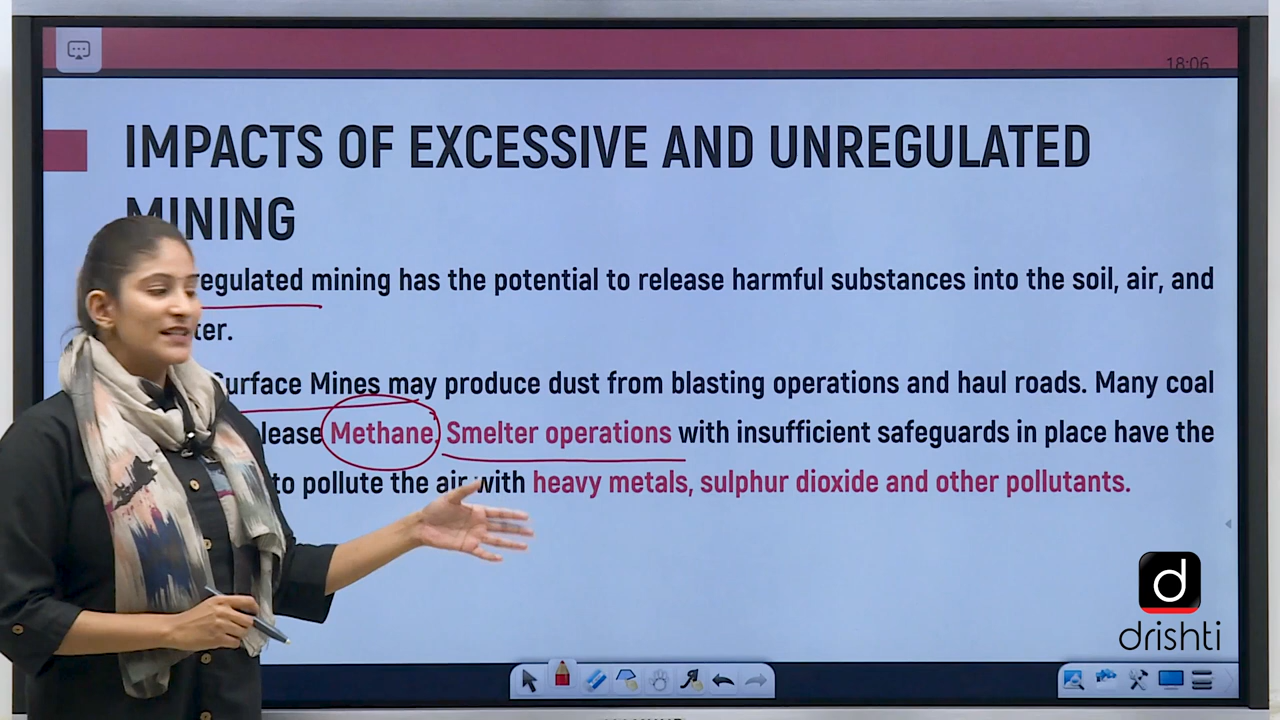 18:06
IMPACTS OF EXCESSIVE AND UNREGULATED
MINING
regulated mining has the potential to release harmful substances into the soil, air, and
ter.
Surface Mines may produce dust from blasting operations and haul roads. Many coal
lease Methane. Smelter operations with insufficient safeguards in place have the
to pollute the air with heavy metals, sulphur dioxide and other pollutants.
d
drishti